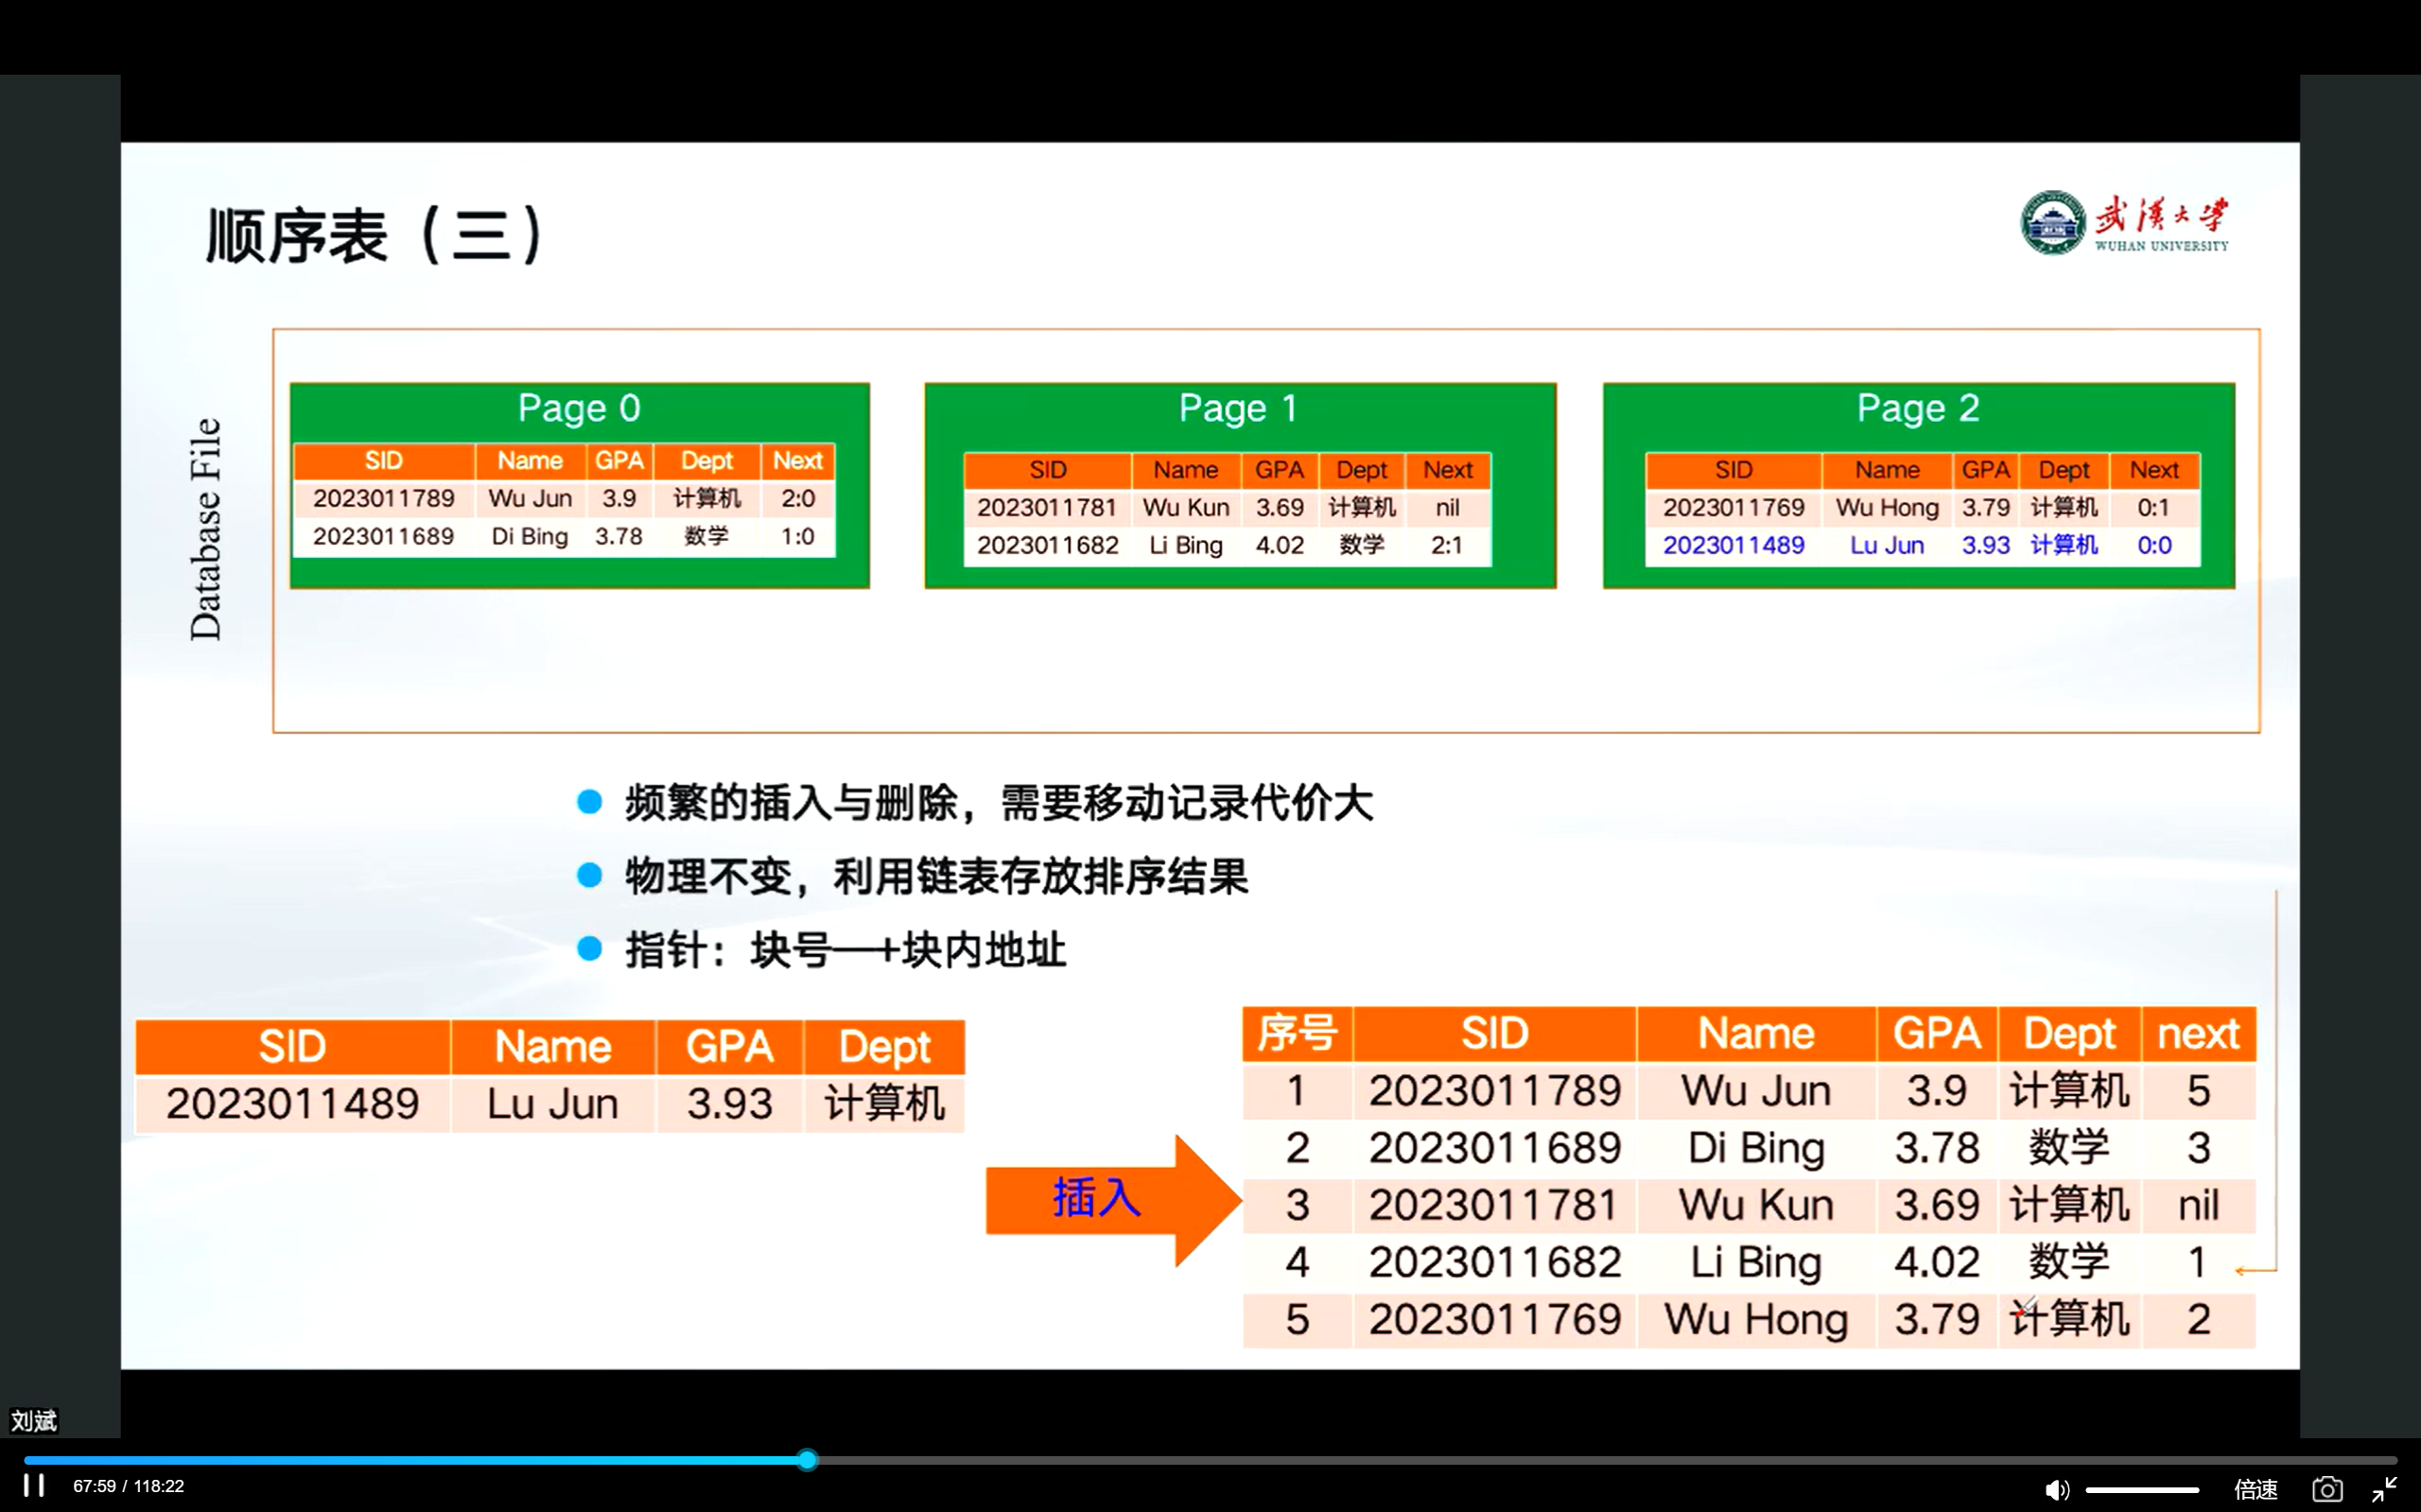 顺序表（三）
武漢大学
WUHAN UNIVERSITY
Database File
Page 0
SID Name GPA Dept Next
2023011789 Wu Jun 3.9 计算机 2:0
2023011689 Di Bing 3.78 数学 1:0
Page 1
SID Name GPA Dept Next
2023011781 Wu Kun 3.69 计算机 nil
2023011682 Li Bing 4.02 数学 2:1
Page 2
SID Name GPA Dept Next
2023011769 Wu Hong 3.79 计算机 0:1
2023011489 Lu Jun 3.93 计算机 0:0
频繁的插入与删除，需要移动记录代价大
物理不变，利用链表存放排序结果
指针：块号—+块内地址
SID Name GPA Dept
2023011489 Lu Jun 3.93 计算机
插入
序号 SID Name GPA Dept next
1 2023011789 Wu Jun 3.9 计算机 5
2 2023011689 Di Bing 3.78 数学 3
3 2023011781 Wu Kun 3.69 计算机 nil
4 2023011682 Li Bing 4.02 数学 1
5 2023011769 Wu Hong 3.79 计算机 2
刘斌
67:59 / 118:22
倍速